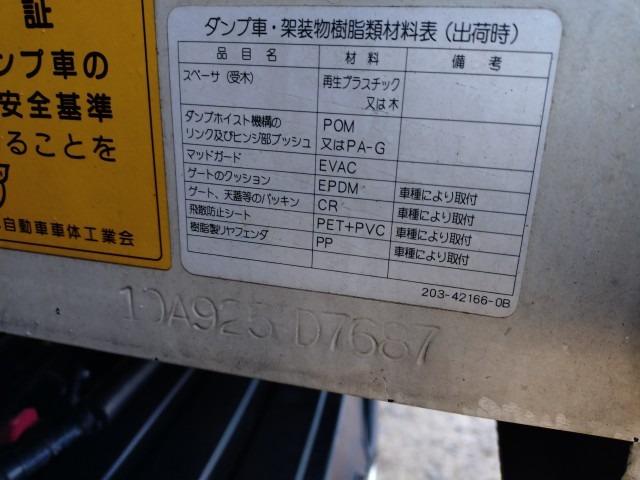 証
ンプ車の
安全基準
ることを
自動車車体工業会
ダンプ車・架装物樹脂類材料表（出荷時）
品目名 材料 備考
スペーサ（受木） 再生プラスチック
又は木
ダンプホイスト機構の
リンク及びヒンジ部ブッシュ
POM
又はPA-G
マッドガード EVAC
ゲートのクッション EPDM 車種により取付
ゲート、天蓋等のパッキン CR 車種により取付
飛散防止シート PET+PVC 車種により取付
樹脂製リヤフェンダ PP 車種により取付
203-42166-0B
10A925 D7687